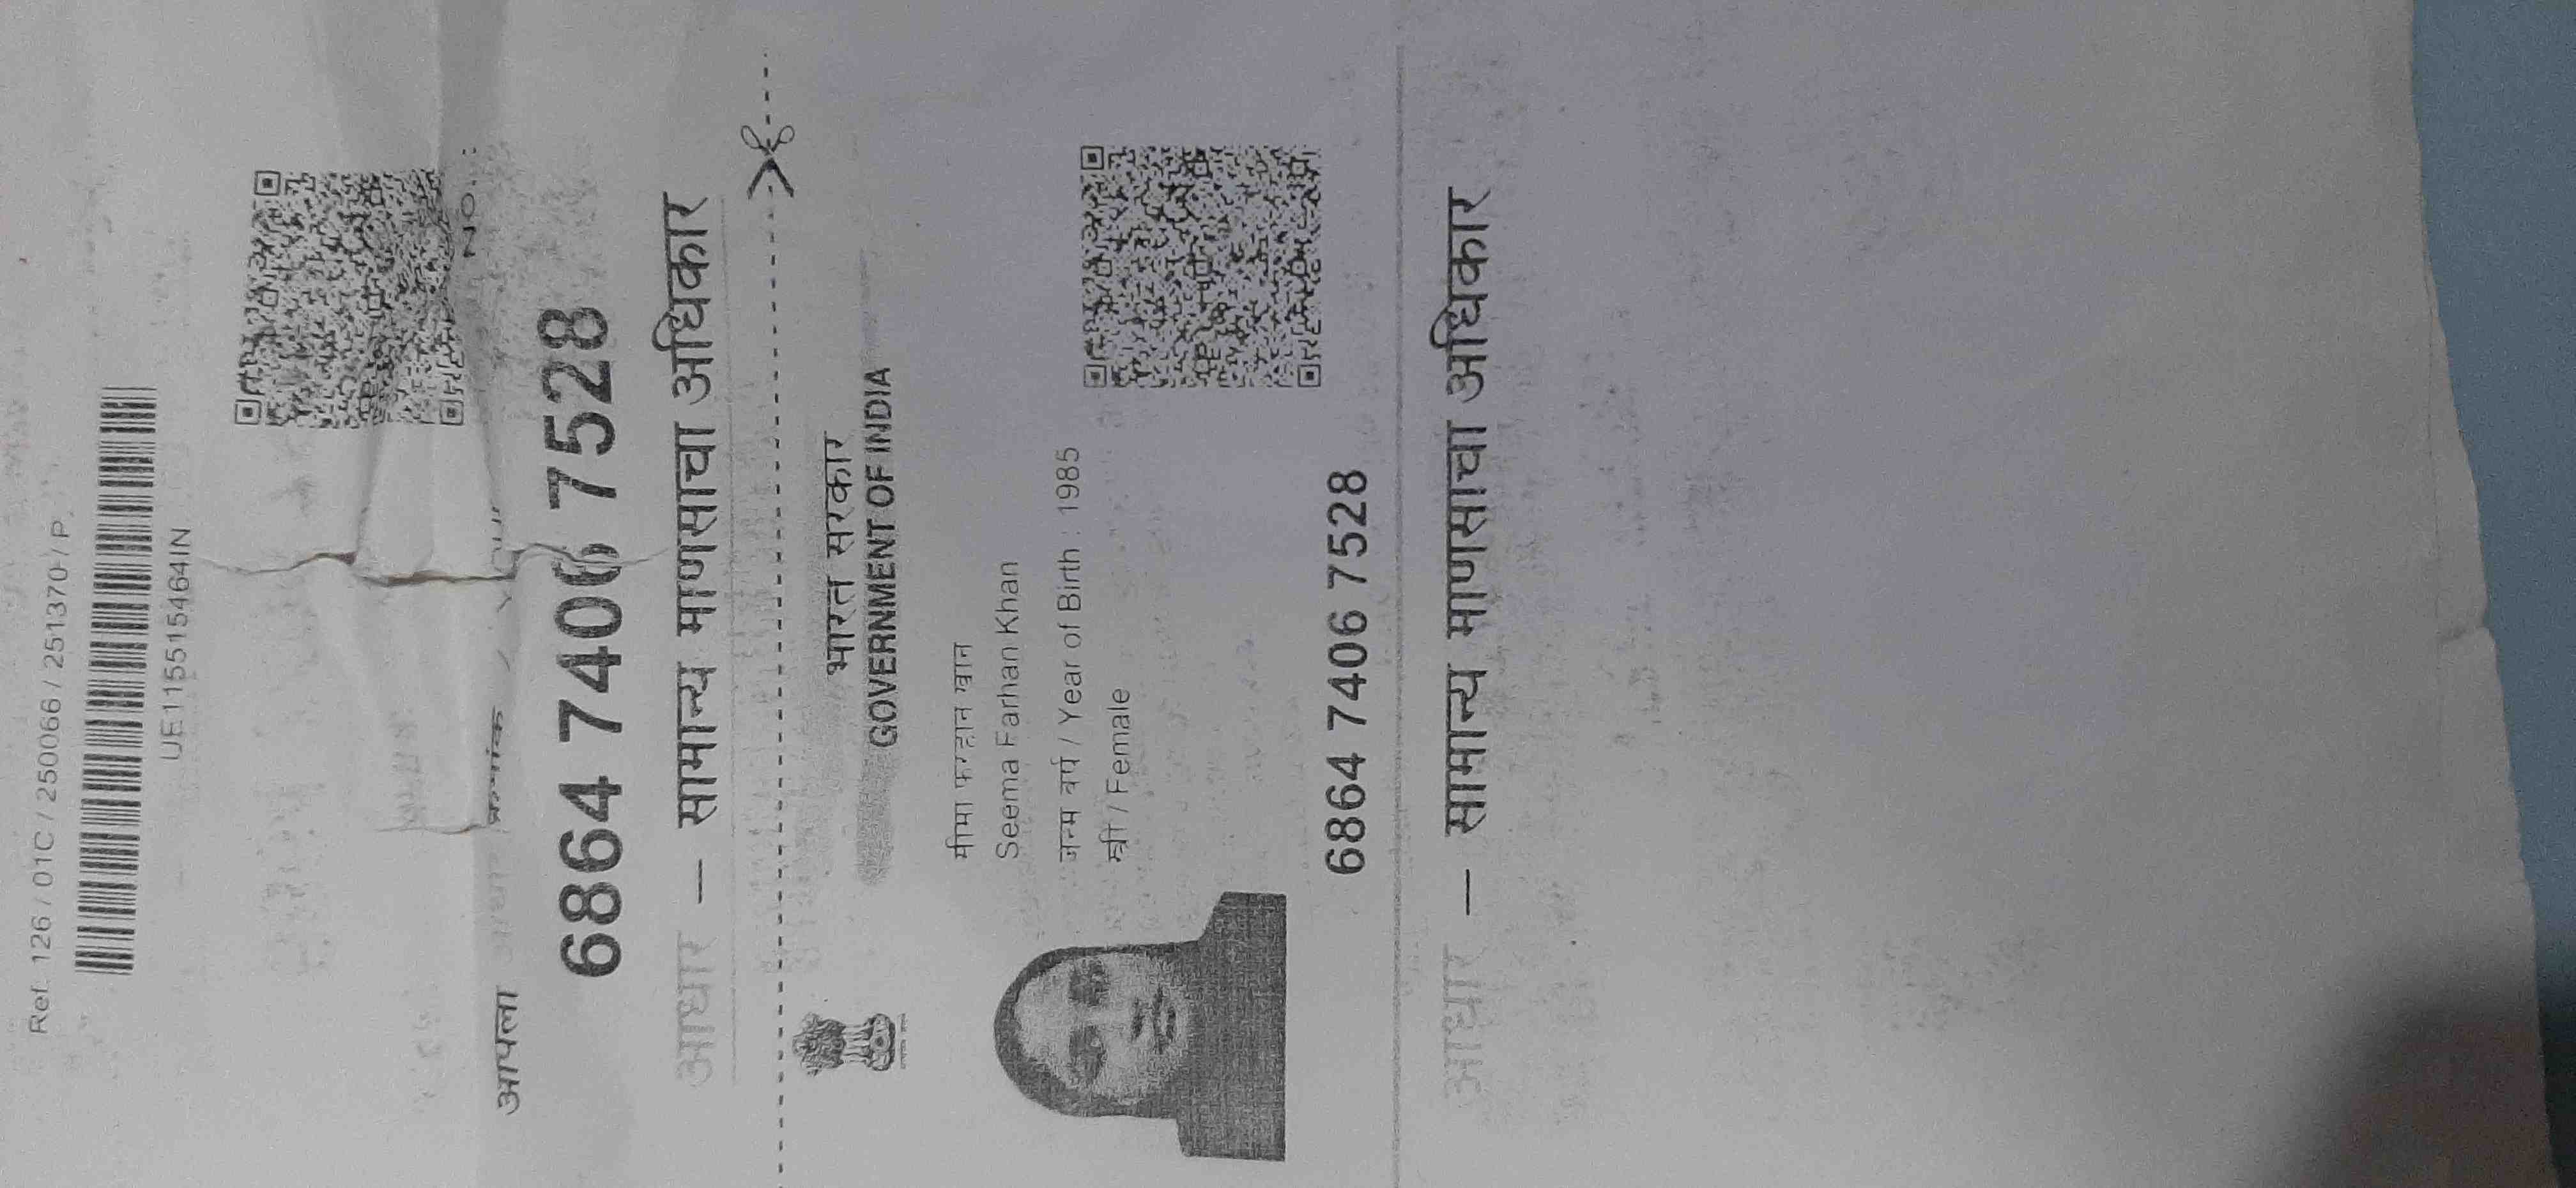 Ref. 126 / 01C / 250066 / 251370 / P
UE115515464IN
आपला क्रमांक No. :
6864 7406 7528
आधार – सामान्य माणसाचा अधिकार
भारत सरकार
GOVERNMENT OF INDIA
सीमा फरहान खान
Seema Farhan Khan
जन्म वर्ष / Year of Birth : 1985
स्त्री / Female
6864 7406 7528
आधार – सामान्य माणसाचा अधिकार